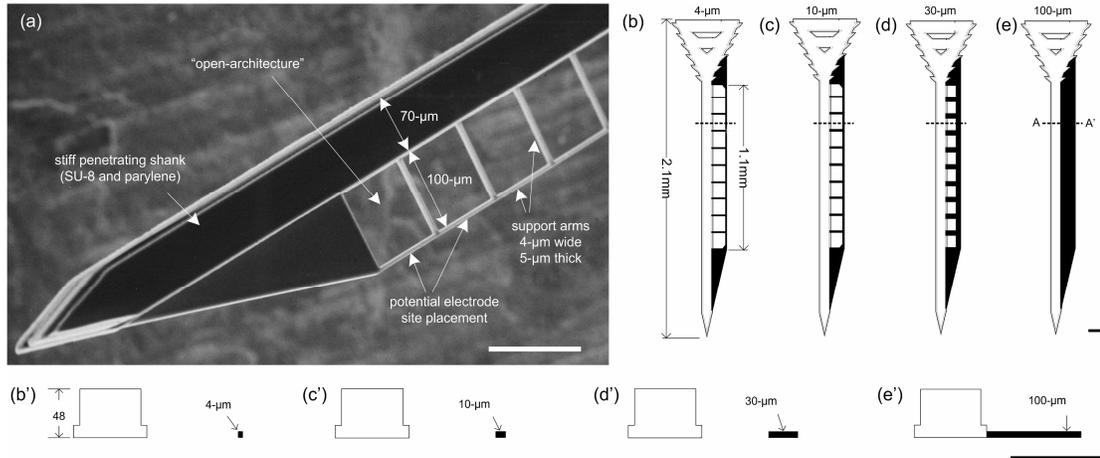 (a)
“open-architecture”
70-μm
stiff penetrating shank
(SU-8 and parylene)
100-μm
support arms
4-μm wide
5-μm thick
potential electrode
site placement
(b)
4-μm
2.1mm
1.1mm
(c)
10-μm
(d)
30-μm
(e)
100-μm
A
A’
(b’)
48
4-μm
(c’)
10-μm
(d’)
30-μm
(e’)
100-μm